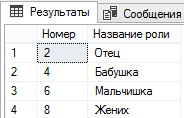 Результаты Сообщения
Номер Название роли
1 2 Отец
2 4 Бабушка
3 6 Мальчишка
4 8 Жених